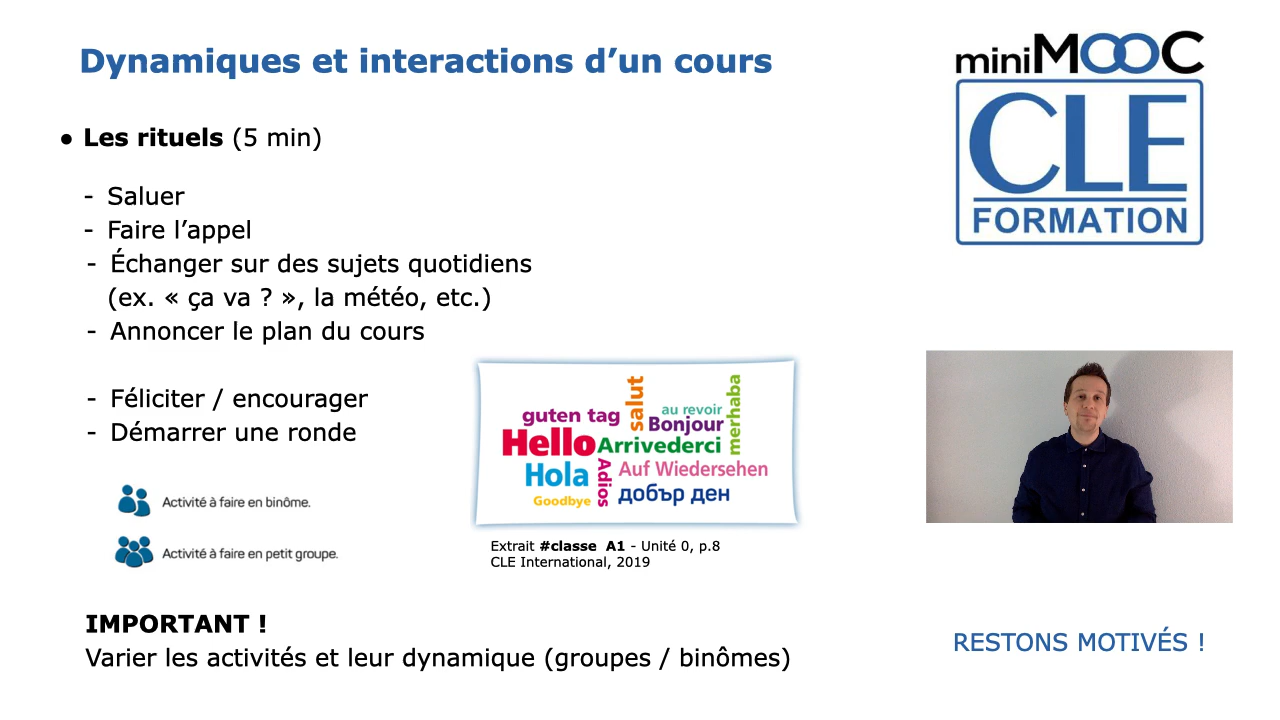 Dynamiques et interactions d’un cours
miniMOOC
CLE
FORMATION
● Les rituels (5 min)
- Saluer
- Faire l’appel
- Échanger sur des sujets quotidiens
(ex. « ça va ? », la météo, etc.)
- Annoncer le plan du cours
- Féliciter / encourager
- Démarrer une ronde
salut
merhaba
guten tag
au revoir
Bonjour
Hello
Arrivederci
Hola
Adios
Auf Wiedersehen
Goodbye
добър ден
Activité à faire en binôme.
Activité à faire en petit groupe.
Extrait #classe A1 - Unité 0, p.8
CLE International, 2019
IMPORTANT !
Varier les activités et leur dynamique (groupes / binômes)
RESTONS MOTIVÉS !